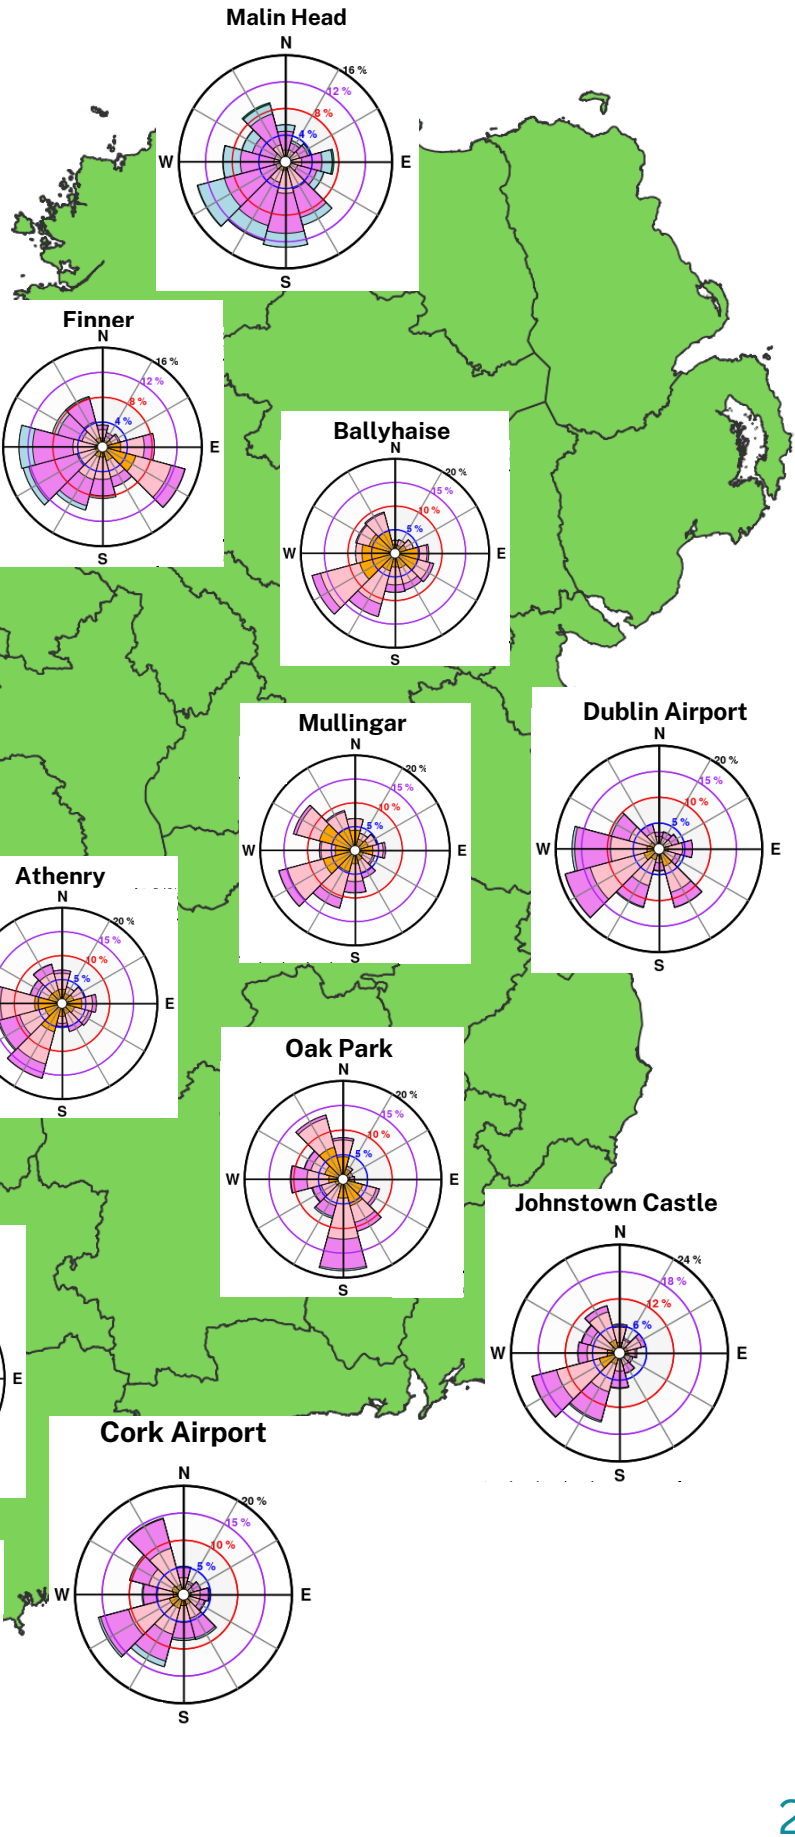 Malin Head
N
16 %
12 %
8 %
4 %
W
E
S
Finner
N
16 %
12 %
8 %
4 %
E
S
Ballyhaise
N
20 %
15 %
10 %
5 %
W
E
S
Mullingar
N
20 %
15 %
10 %
5 %
W
E
S
Dublin Airport
N
20 %
15 %
10 %
5 %
W
E
S
Athenry
N
20 %
15 %
10 %
5 %
E
S
Oak Park
N
20 %
15 %
10 %
5 %
W
E
S
Johnstown Castle
N
24 %
18 %
12 %
6 %
W
E
S
E
Cork Airport
N
20 %
15 %
10 %
5 %
W
E
S
2